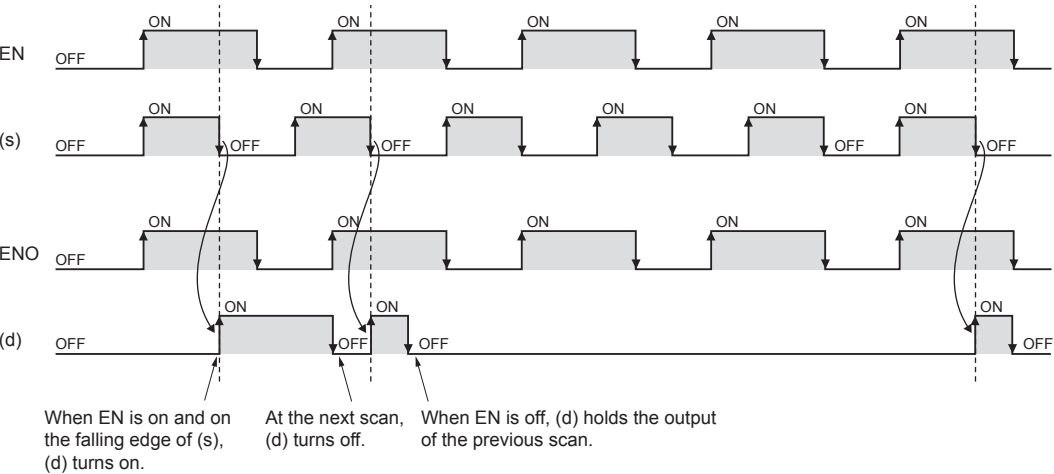 ON ON ON ON ON
EN OFF
ON ON ON ON ON ON
(s) OFF OFF OFF OFF OFF
ON ON ON ON ON
ENO OFF
ON ON ON
(d) OFF OFF OFF OFF
When EN is on and on
the falling edge of (s),
(d) turns on.
At the next scan,
(d) turns off.
When EN is off, (d) holds the output
of the previous scan.